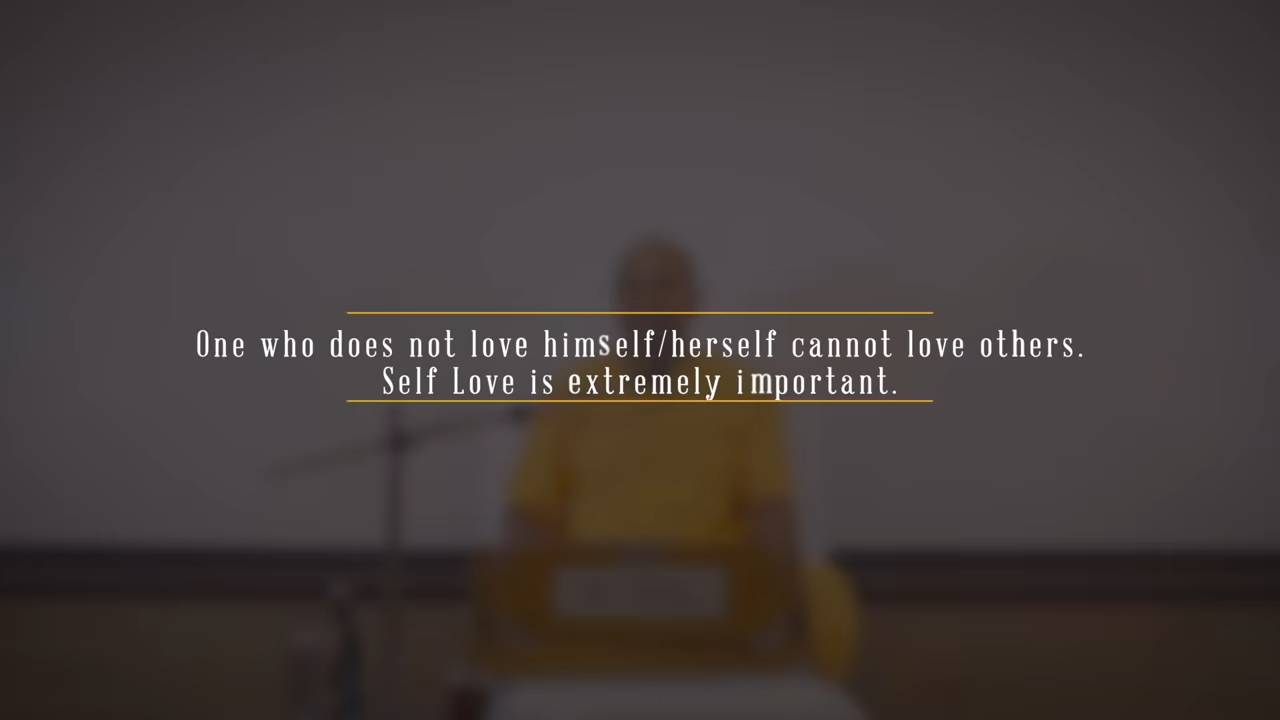 One who does not love himself/herself cannot love others.
Self Love is extremely important.